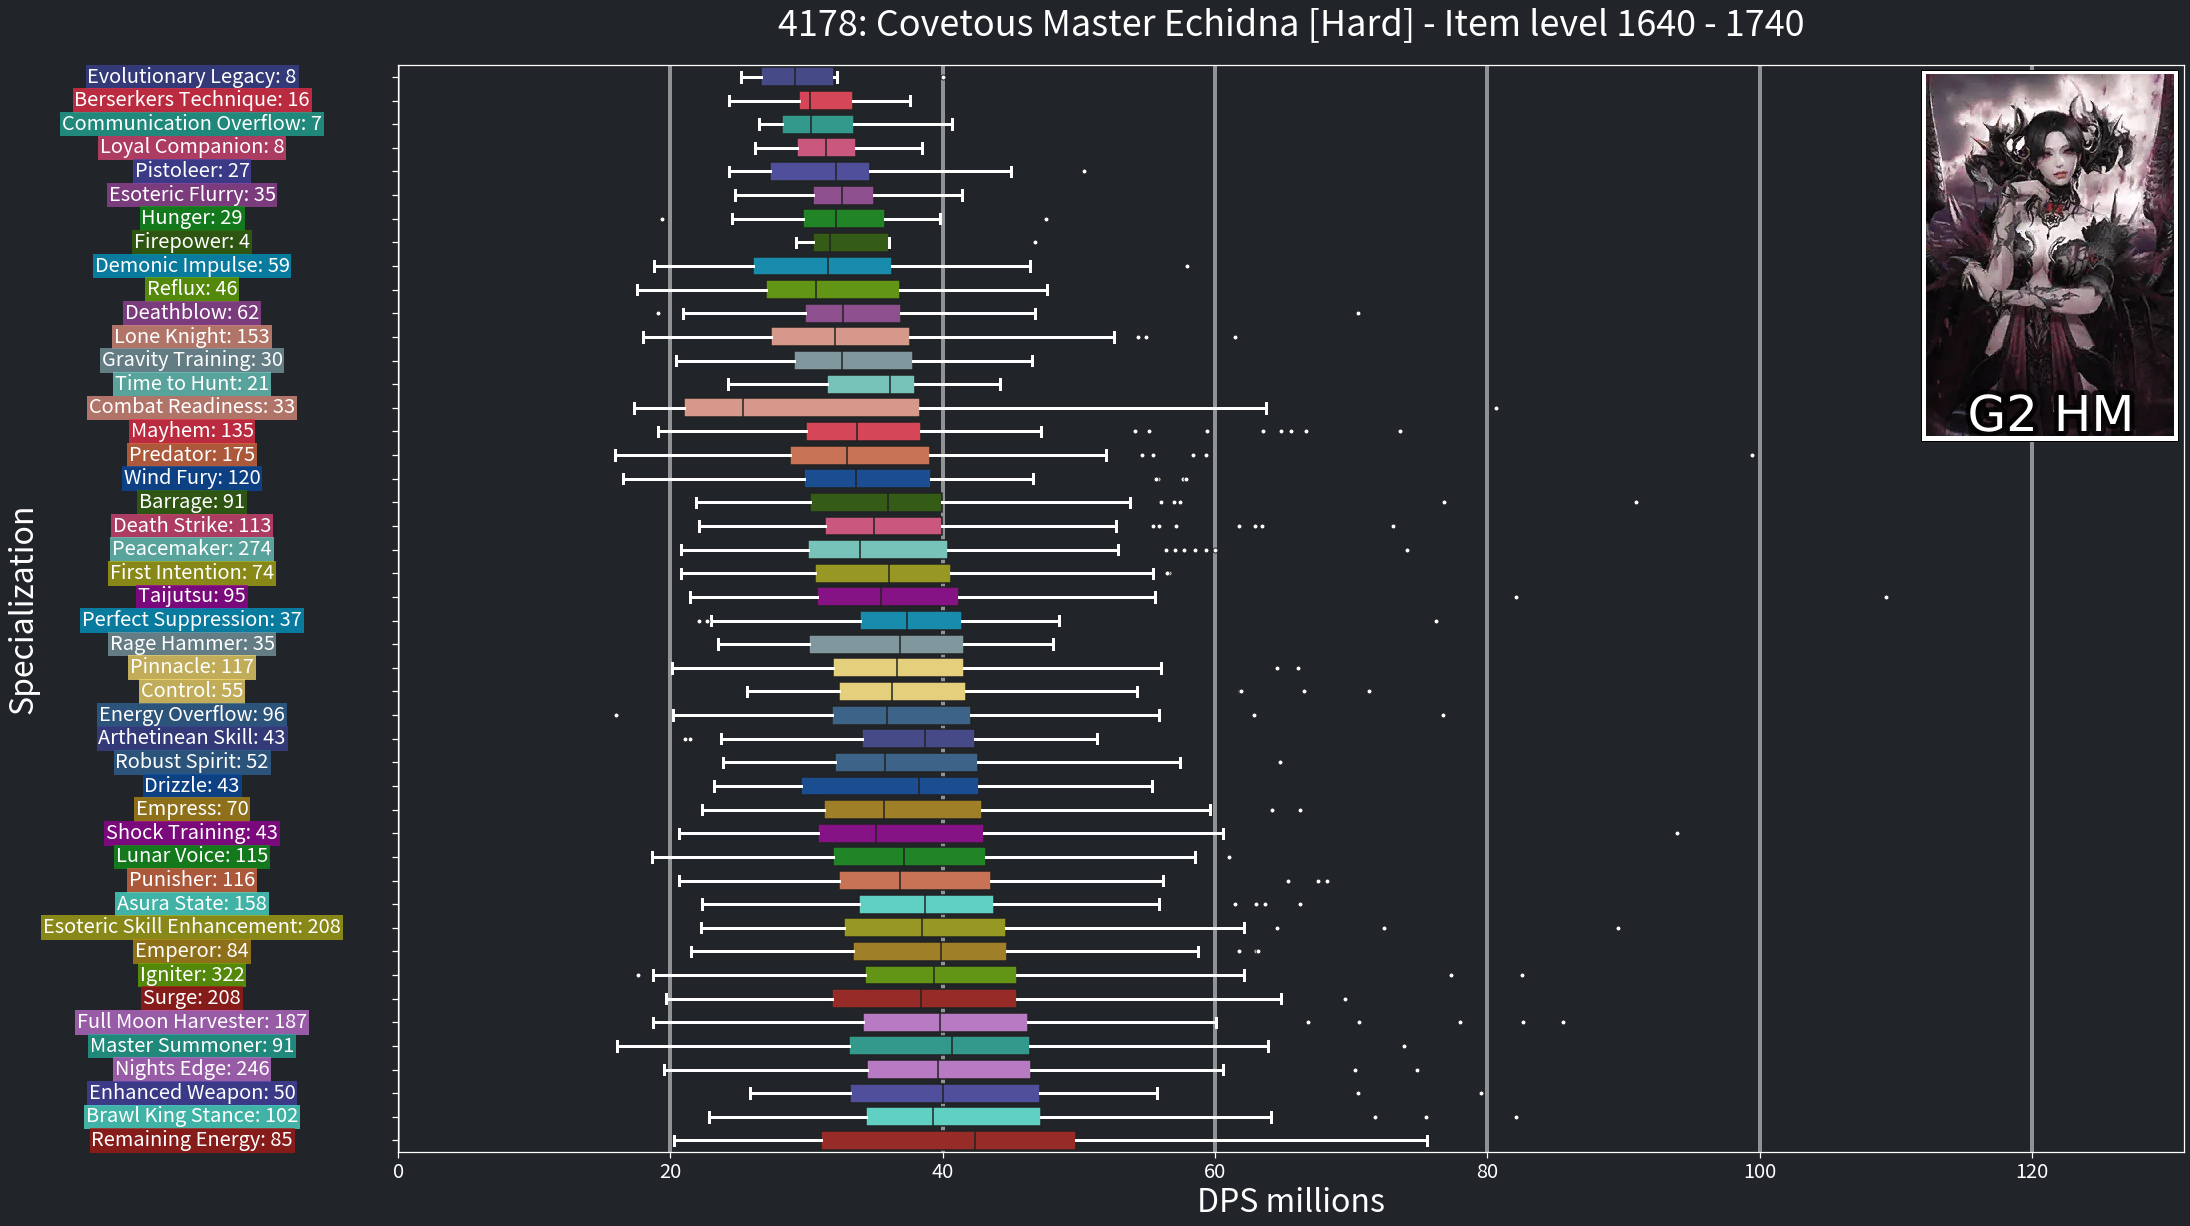 4178: Covetous Master Echidna [Hard] - Item level 1640 - 1740
Evolutionary Legacy: 8
Berserkers Technique: 16
Communication Overflow: 7
Loyal Companion: 8
Pistoleer: 27
Esoteric Flurry: 35
Hunger: 29
Firepower: 4
Demonic Impulse: 59
Reflux: 46
Deathblow: 62
Lone Knight: 153
Gravity Training: 30
Time to Hunt: 21
Combat Readiness: 33
Mayhem: 135
Predator: 175
Wind Fury: 120
Barrage: 91
Death Strike: 113
Peacemaker: 274
First Intention: 74
Taijutsu: 95
Perfect Suppression: 37
Rage Hammer: 35
Pinnacle: 117
Control: 55
Energy Overflow: 96
Arthetinean Skill: 43
Robust Spirit: 52
Drizzle: 43
Empress: 70
Shock Training: 43
Lunar Voice: 115
Punisher: 116
Asura State: 158
Esoteric Skill Enhancement: 208
Emperor: 84
Igniter: 322
Surge: 208
Full Moon Harvester: 187
Master Summoner: 91
Nights Edge: 246
Enhanced Weapon: 50
Brawl King Stance: 102
Remaining Energy: 85
Specialization
G2 HM
0 20 40 60 80 100 120
DPS millions